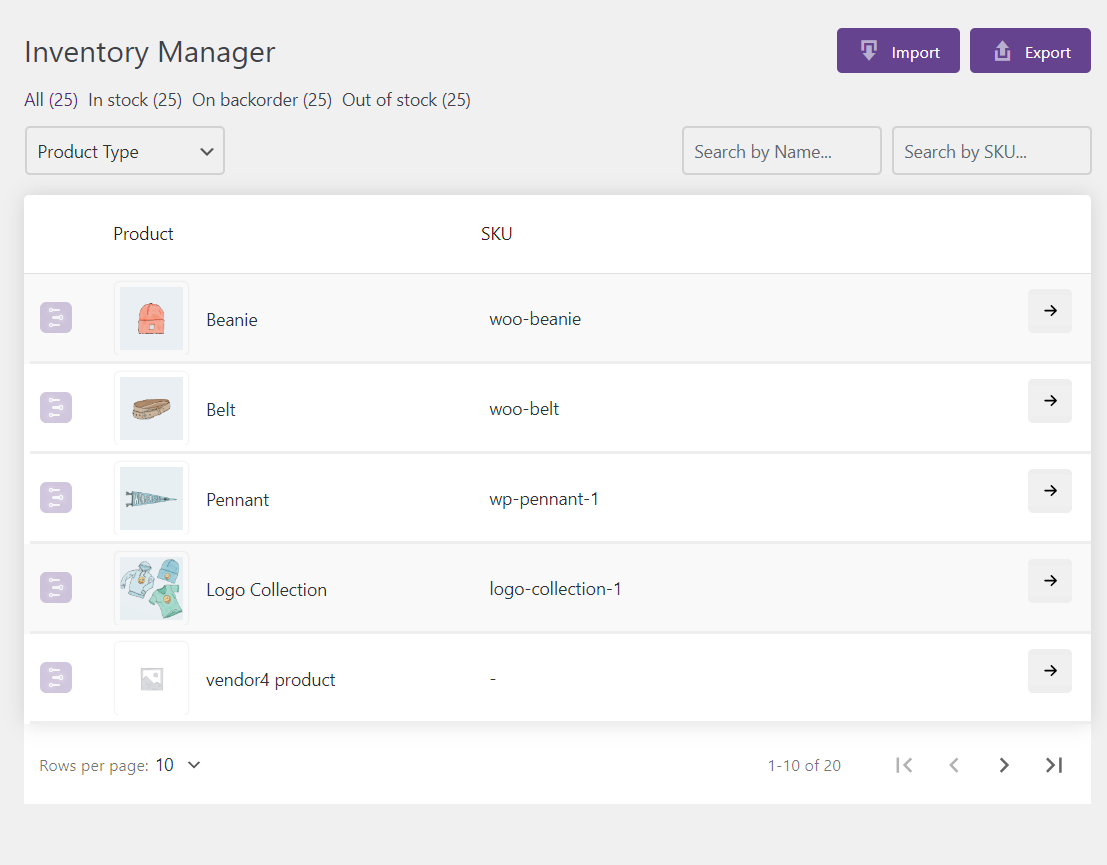 Inventory Manager
Import
Export
All (25) In stock (25) On backorder (25) Out of stock (25)
Product Type
Search by Name...
Search by SKU...
Product SKU
Beanie woo-beanie
Belt woo-belt
Pennant wp-pennant-1
Logo Collection logo-collection-1
vendor4 product -
Rows per page: 10 1-10 of 20